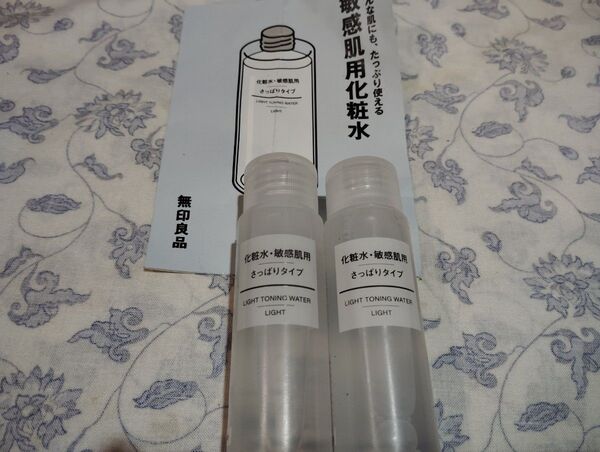 んな肌にも、たっぷり使える
敏感肌用化粧水
化粧水・敏感肌用
さっぱりタイプ
LIGHT TONING WATER
LIGHT
無印良品
化粧水・敏感肌用
さっぱりタイプ
LIGHT TONING WATER
LIGHT
化粧水・敏感肌用
さっぱりタイプ
LIGHT TONING WATER
LIGHT